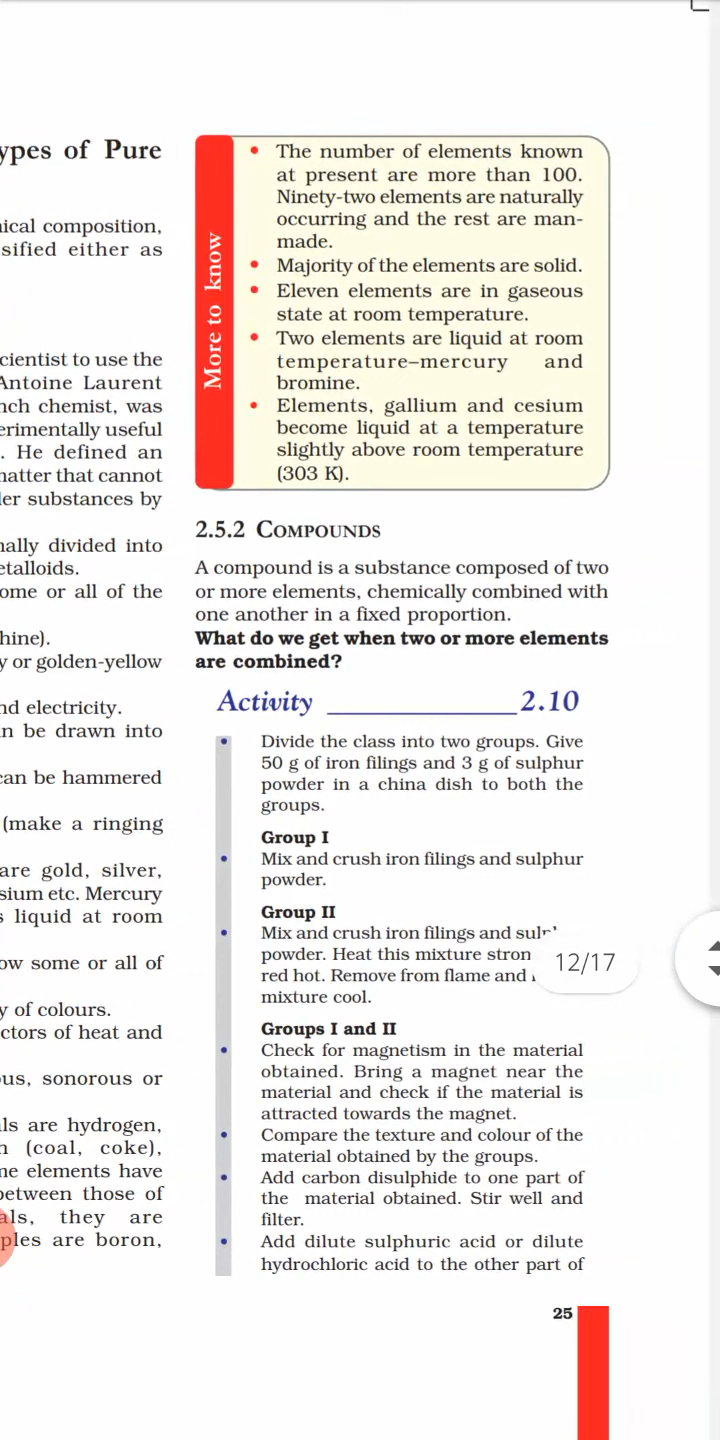 ypes of Pure
ical composition,
sified either as
cientist to use the
Antoine Laurent
nch chemist, was
erimentally useful
. He defined an
matter that cannot
ler substances by
nally divided into
etalloids.
ome or all of the
hine).
y or golden-yellow
nd electricity.
n be drawn into
can be hammered
(make a ringing
are gold, silver,
sium etc. Mercury
s liquid at room
ow some or all of
y of colours.
ctors of heat and
ous, sonorous or
ls are hydrogen,
n (coal, coke),
ne elements have
between those of
als, they are
ples are boron,
More to know
• The number of elements known
at present are more than 100.
Ninety-two elements are naturally
occurring and the rest are man-
made.
• Majority of the elements are solid.
• Eleven elements are in gaseous
state at room temperature.
• Two elements are liquid at room
temperature–mercury and
bromine.
• Elements, gallium and cesium
become liquid at a temperature
slightly above room temperature
(303 K).
2.5.2 COMPOUNDS
A compound is a substance composed of two
or more elements, chemically combined with
one another in a fixed proportion.
What do we get when two or more elements
are combined?
Activity ______________ 2.10
• Divide the class into two groups. Give
50 g of iron filings and 3 g of sulphur
powder in a china dish to both the
groups.
Group I
• Mix and crush iron filings and sulphur
powder.
Group II
• Mix and crush iron filings and
powder. Heat this mixture
red hot. Remove from flame and
mixture cool.
12/17
Groups I and II
• Check for magnetism in the material
obtained. Bring a magnet near the
material and check if the material is
attracted towards the magnet.
• Compare the texture and colour of the
material obtained by the groups.
• Add carbon disulphide to one part of
the material obtained. Stir well and
filter.
• Add dilute sulphuric acid or dilute
hydrochloric acid to the other part of
25